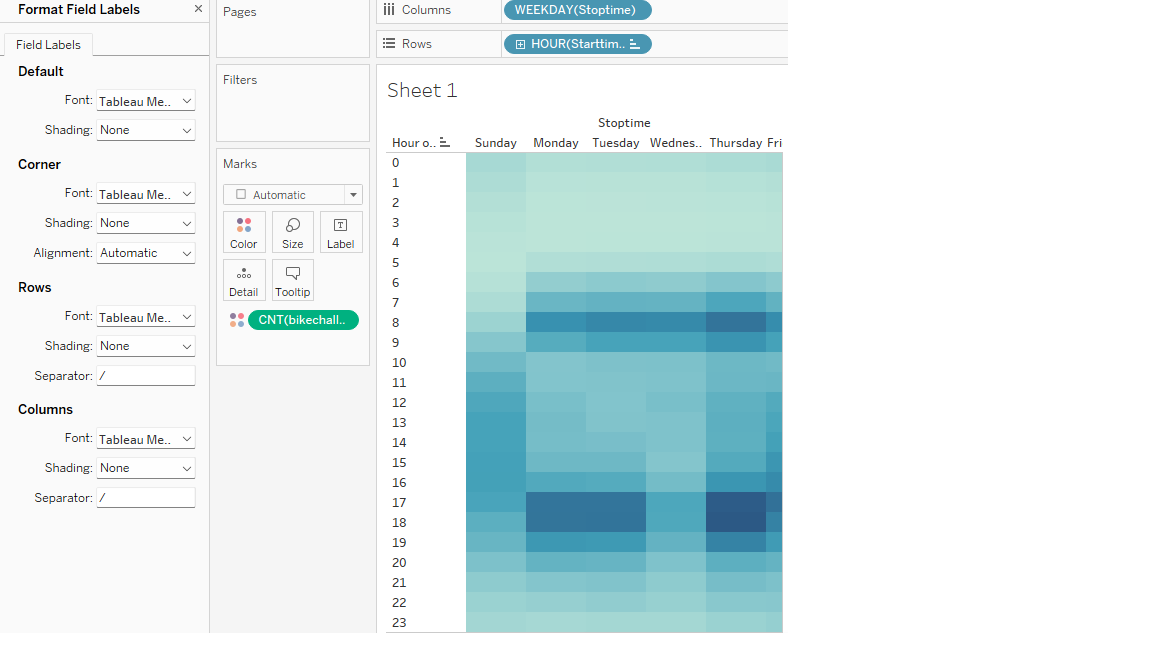 Format Field Labels ×
Field Labels
Default
Font: Tableau Me..
Shading: None
Corner
Font: Tableau Me..
Shading: None
Alignment: Automatic
Rows
Font: Tableau Me..
Shading: None
Separator: /
Columns
Font: Tableau Me..
Shading: None
Separator: /
Pages
Filters
Marks
Automatic
Color Size Label
Detail Tooltip
CNT(bikechall..
Columns WEEKDAY(Stoptime)
Rows HOUR(Starttim..
Sheet 1
Stoptime
Hour o.. Sunday Monday Tuesday Wednes.. Thursday Fri
0
1
2
3
4
5
6
7
8
9
10
11
12
13
14
15
16
17
18
19
20
21
22
23